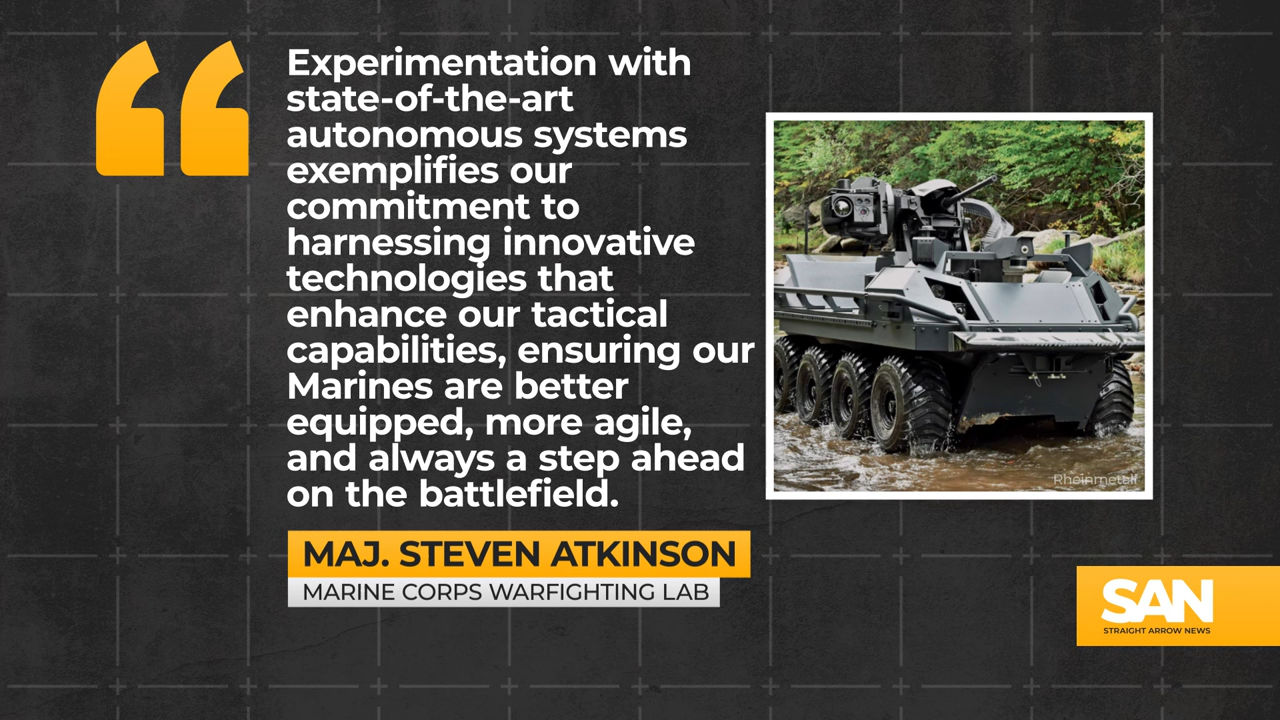 Experimentation with
state-of-the-art
autonomous systems
exemplifies our
commitment to
harnessing innovative
technologies that
enhance our tactical
capabilities, ensuring our
Marines are better
equipped, more agile,
and always a step ahead
on the battlefield.
MAJ. STEVEN ATKINSON
MARINE CORPS WARFIGHTING LAB
Rheinmetall
SAN
STRAIGHT ARROW NEWS